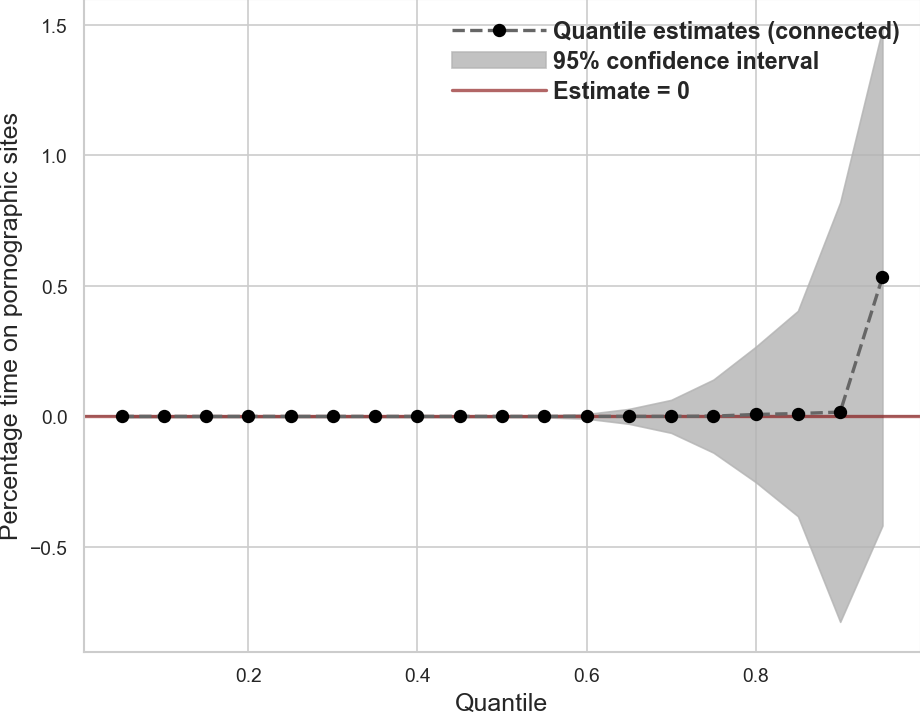 Quantile estimates (connected)
95% confidence interval
Estimate = 0
Percentage time on pornographic sites
1.5
1.0
0.5
0.0
−0.5
0.2
0.4
0.6
0.8
Quantile